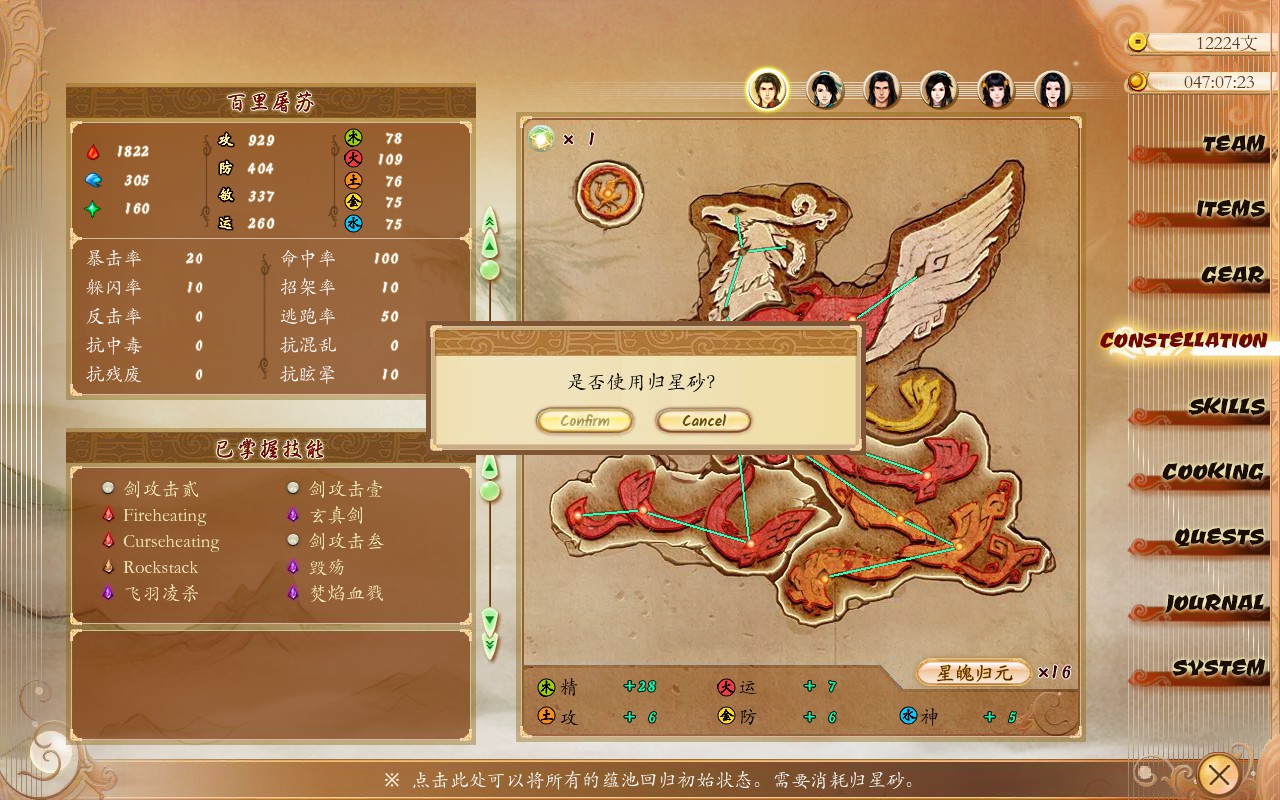 12224文
047:07:23
百里屠苏
1822
305
160
攻 929
防 404
敏 337
运 260
木 78
火 109
土 76
金 75
水 75
暴击率 20 命中率 100
躲闪率 10 招架率 10
反击率 0 逃跑率 50
抗中毒 0 抗混乱 0
抗残废 0 抗眩晕 10
已掌握技能
剑攻击贰 剑攻击壹
Fireheating 玄真剑
Curseheating 剑攻击叁
Rockstack 毁殇
飞羽凌杀 焚焰血戮
× 1
是否使用归星砂?
Confirm Cancel
星魄归元 ×16
木 精 +28 火 运 + 7
土 攻 + 6 金 防 + 6 水 神 + 5
TEAM
ITEMS
GEAR
CONSTELLATION
SKILLS
COOKING
QUESTS
JOURNAL
SYSTEM
※ 点击此处可以将所有的蕴池回归初始状态。需要消耗归星砂。